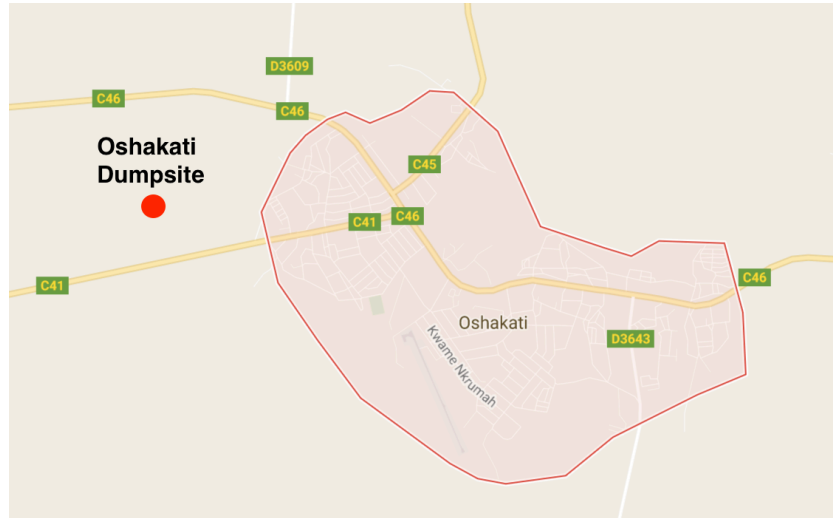 D3609
C46
C46
Oshakati
Dumpsite
C45
C41
C46
C46
C41
Oshakati
D3643
Kwame Nkrumah